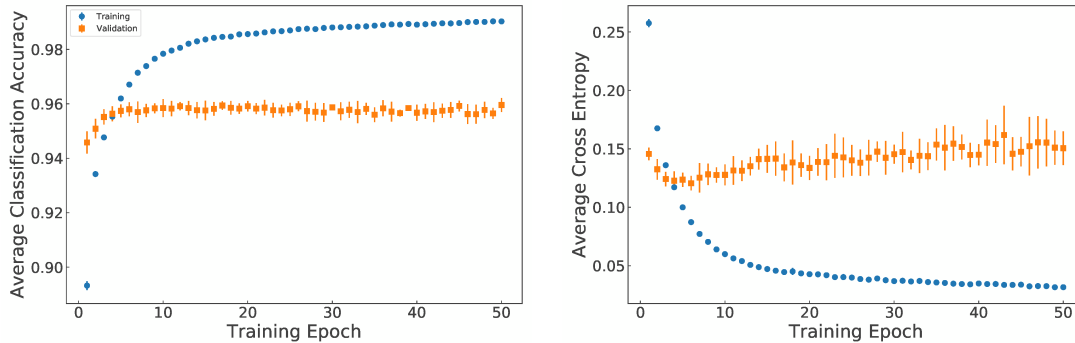 Training
Validation
Average Classification Accuracy
0.98
0.96
0.94
0.92
0.90
0 10 20 30 40 50
Training Epoch
Average Cross Entropy
0.25
0.20
0.15
0.10
0.05
0 10 20 30 40 50
Training Epoch